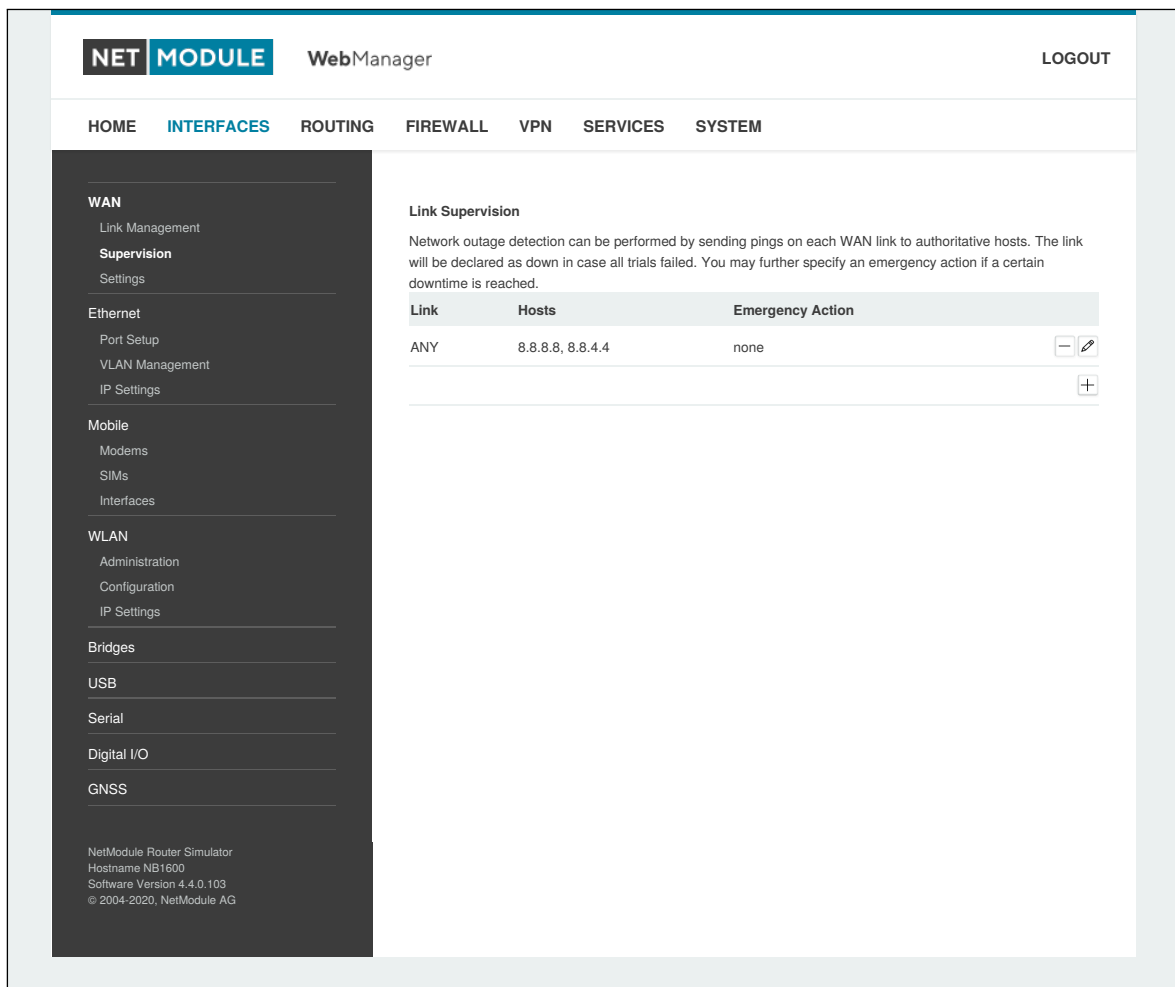 NET MODULE WebManager LOGOUT
HOME INTERFACES ROUTING FIREWALL VPN SERVICES SYSTEM
WAN
Link Management
Supervision
Settings
Ethernet
Port Setup
VLAN Management
IP Settings
Mobile
Modems
SIMs
Interfaces
WLAN
Administration
Configuration
IP Settings
Bridges
USB
Serial
Digital I/O
GNSS
NetModule Router Simulator
Hostname NB1600
Software Version 4.4.0.103
© 2004-2020, NetModule AG
Link Supervision
Network outage detection can be performed by sending pings on each WAN link to authoritative hosts. The link
will be declared as down in case all trials failed. You may further specify an emergency action if a certain
downtime is reached.
Link Hosts Emergency Action
ANY 8.8.8.8, 8.8.4.4 none